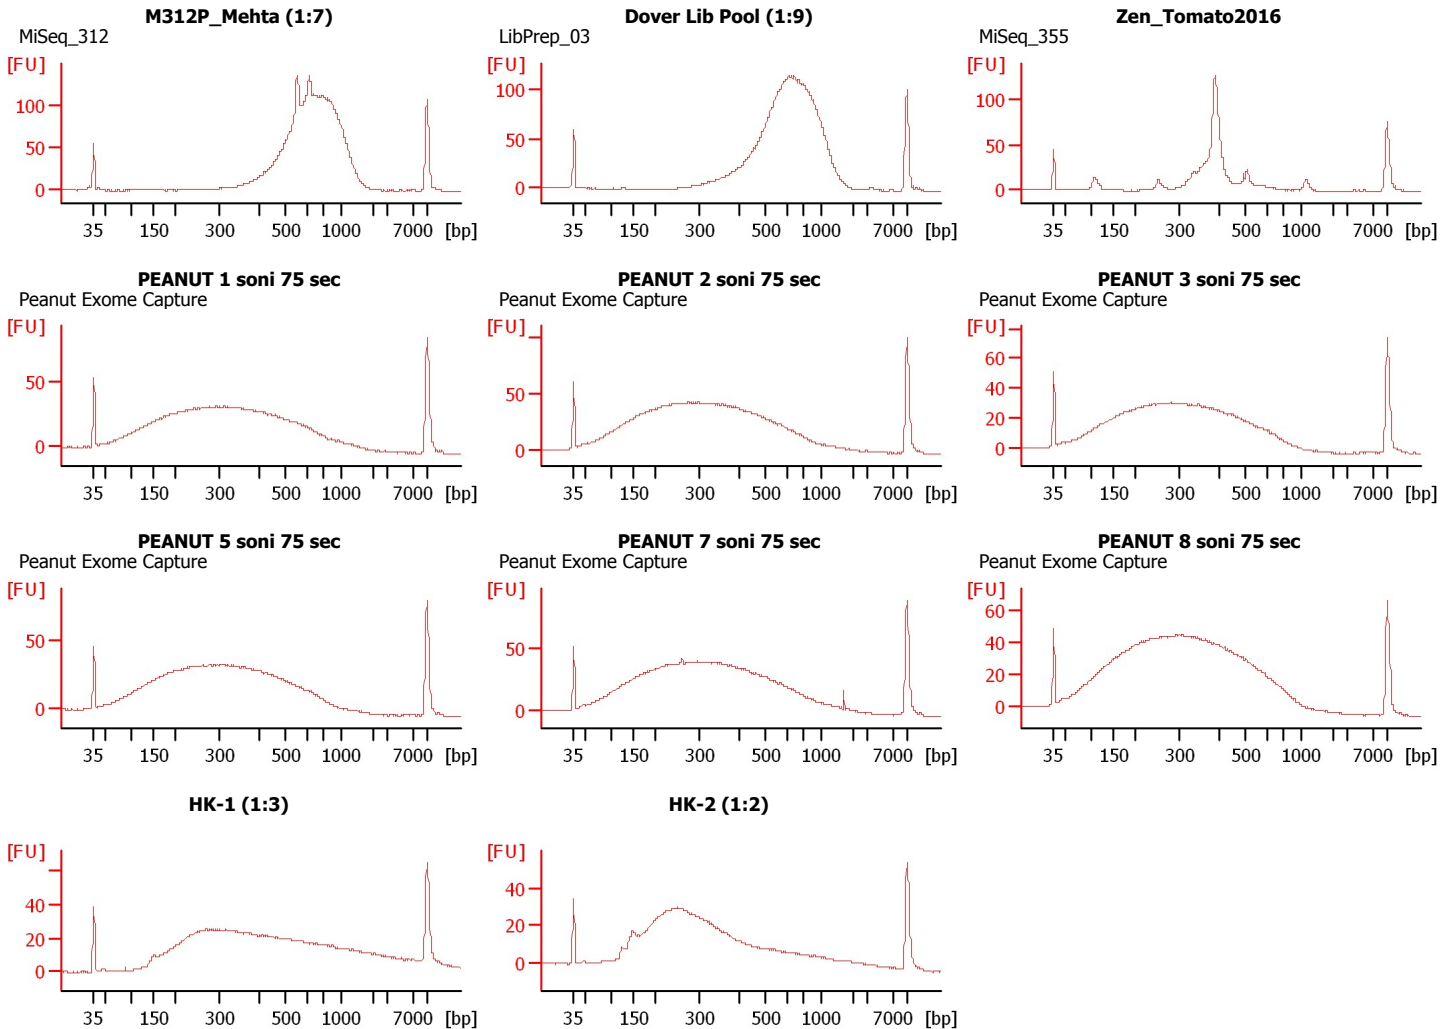 M312P_Mehta (1:7)
MiSeq_312
[FU]
100
50
0
35 150 300 500 1000 7000 [bp]
Dover Lib Pool (1:9)
LibPrep_03
[FU]
100
50
0
35 150 300 500 1000 7000 [bp]
Zen_Tomato2016
MiSeq_355
[FU]
100
50
0
35 150 300 500 1000 7000 [bp]
PEANUT 1 soni 75 sec
Peanut Exome Capture
[FU]
50
0
35 150 300 500 1000 7000 [bp]
PEANUT 2 soni 75 sec
Peanut Exome Capture
[FU]
50
0
35 150 300 500 1000 7000 [bp]
PEANUT 3 soni 75 sec
Peanut Exome Capture
[FU]
60
40
20
0
35 150 300 500 1000 7000 [bp]
PEANUT 5 soni 75 sec
Peanut Exome Capture
[FU]
50
0
35 150 300 500 1000 7000 [bp]
PEANUT 7 soni 75 sec
Peanut Exome Capture
[FU]
50
0
35 150 300 500 1000 7000 [bp]
PEANUT 8 soni 75 sec
Peanut Exome Capture
[FU]
60
40
20
0
35 150 300 500 1000 7000 [bp]
HK-1 (1:3)
[FU]
40
20
0
35 150 300 500 1000 7000 [bp]
HK-2 (1:2)
[FU]
40
20
0
35 150 300 500 1000 7000 [bp]